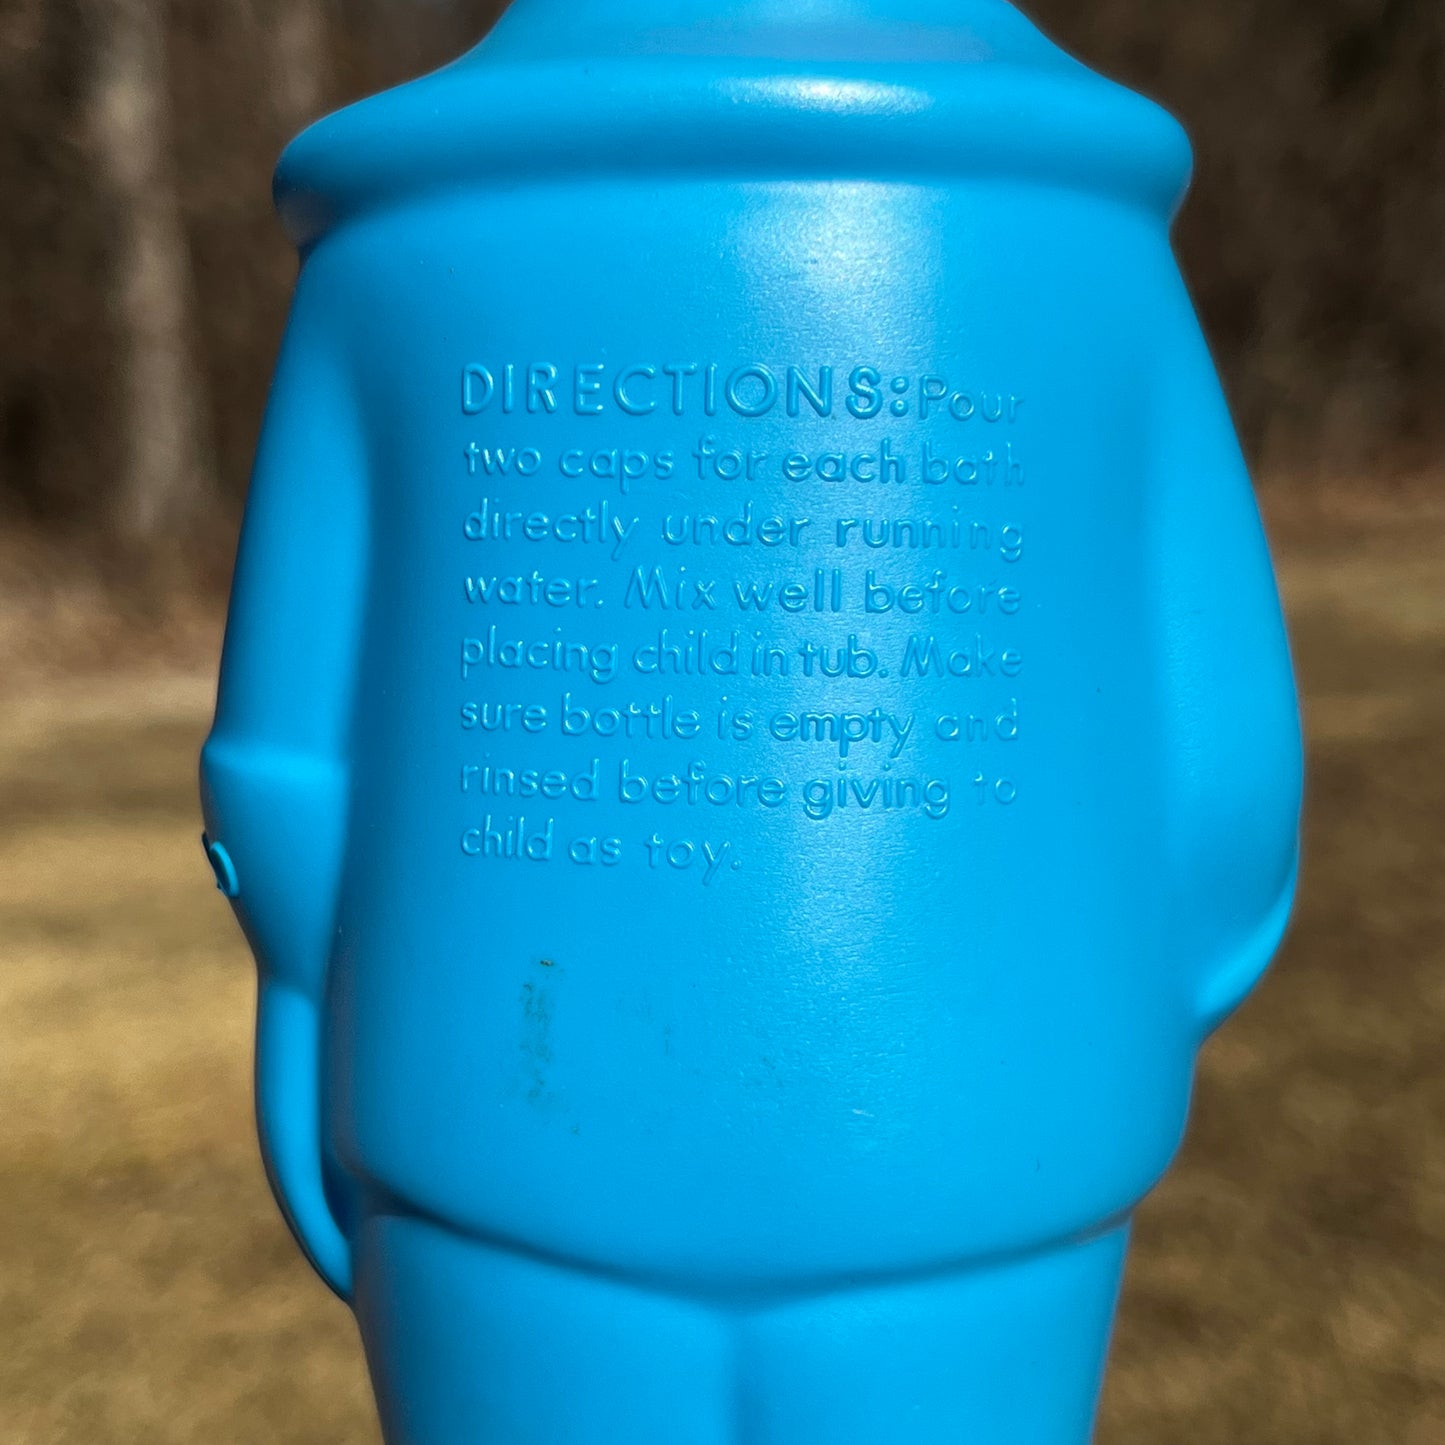 DIRECTIONS: Pour
two caps for each bath
directly under running
water. Mix well before
placing child in tub. Make
sure bottle is empty and
rinsed before giving to
child as toy.